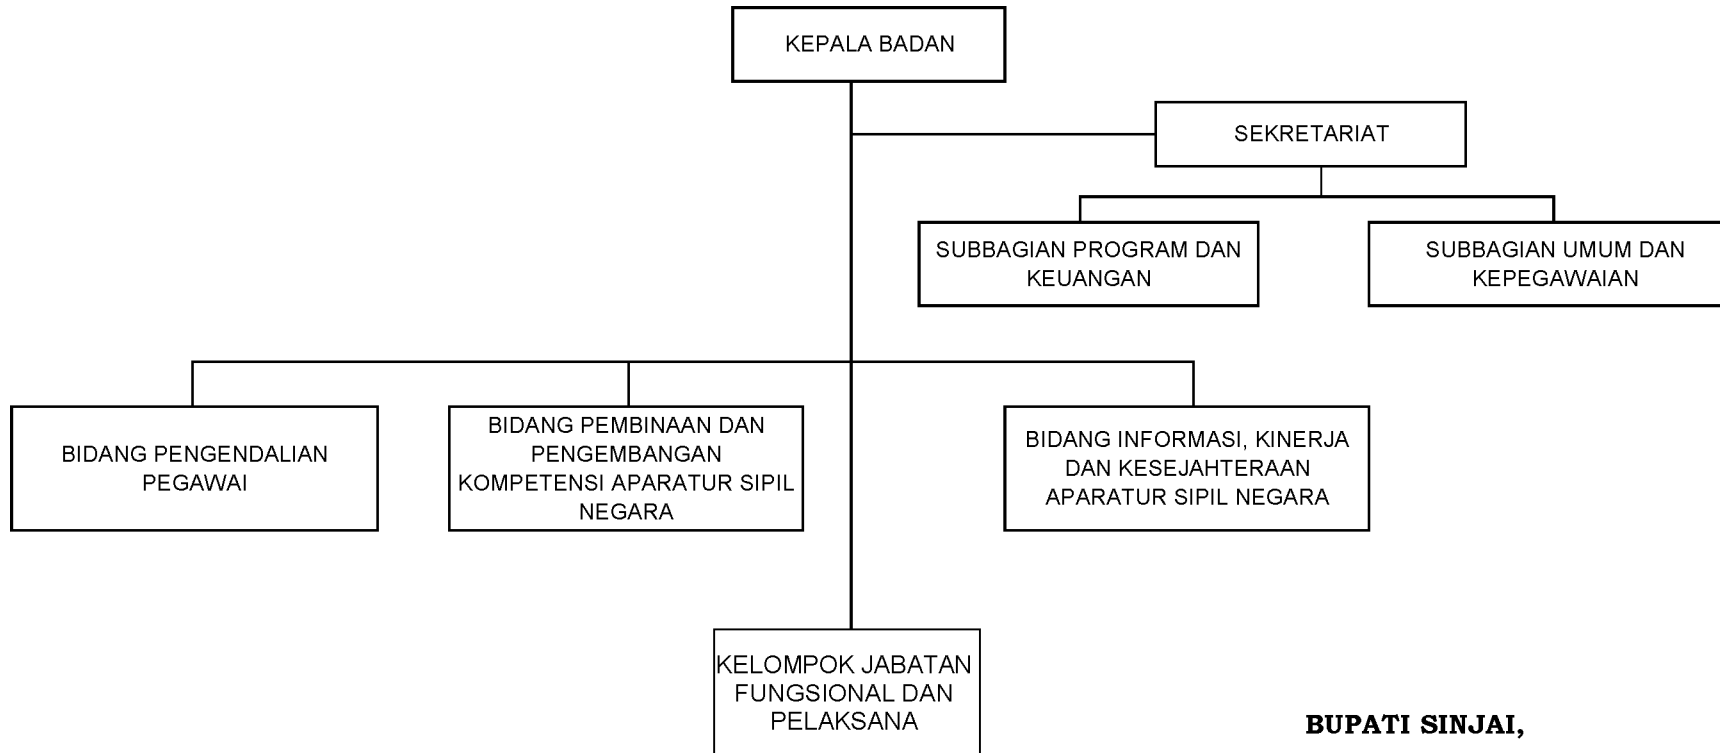 KEPALA BADAN
SEKRETARIAT
SUBBAGIAN PROGRAM DAN
KEUANGAN
SUBBAGIAN UMUM DAN
KEPEGAWAIAN
BIDANG PENGENDALIAN
PEGAWAI
BIDANG PEMBINAAN DAN
PENGEMBANGAN
KOMPETENSI APARATUR SIPIL
NEGARA
BIDANG INFORMASI, KINERJA
DAN KESEJAHTERAAN
APARATUR SIPIL NEGARA
KELOMPOK JABATAN
FUNGSIONAL DAN
PELAKSANA
BUPATI SINJAI,